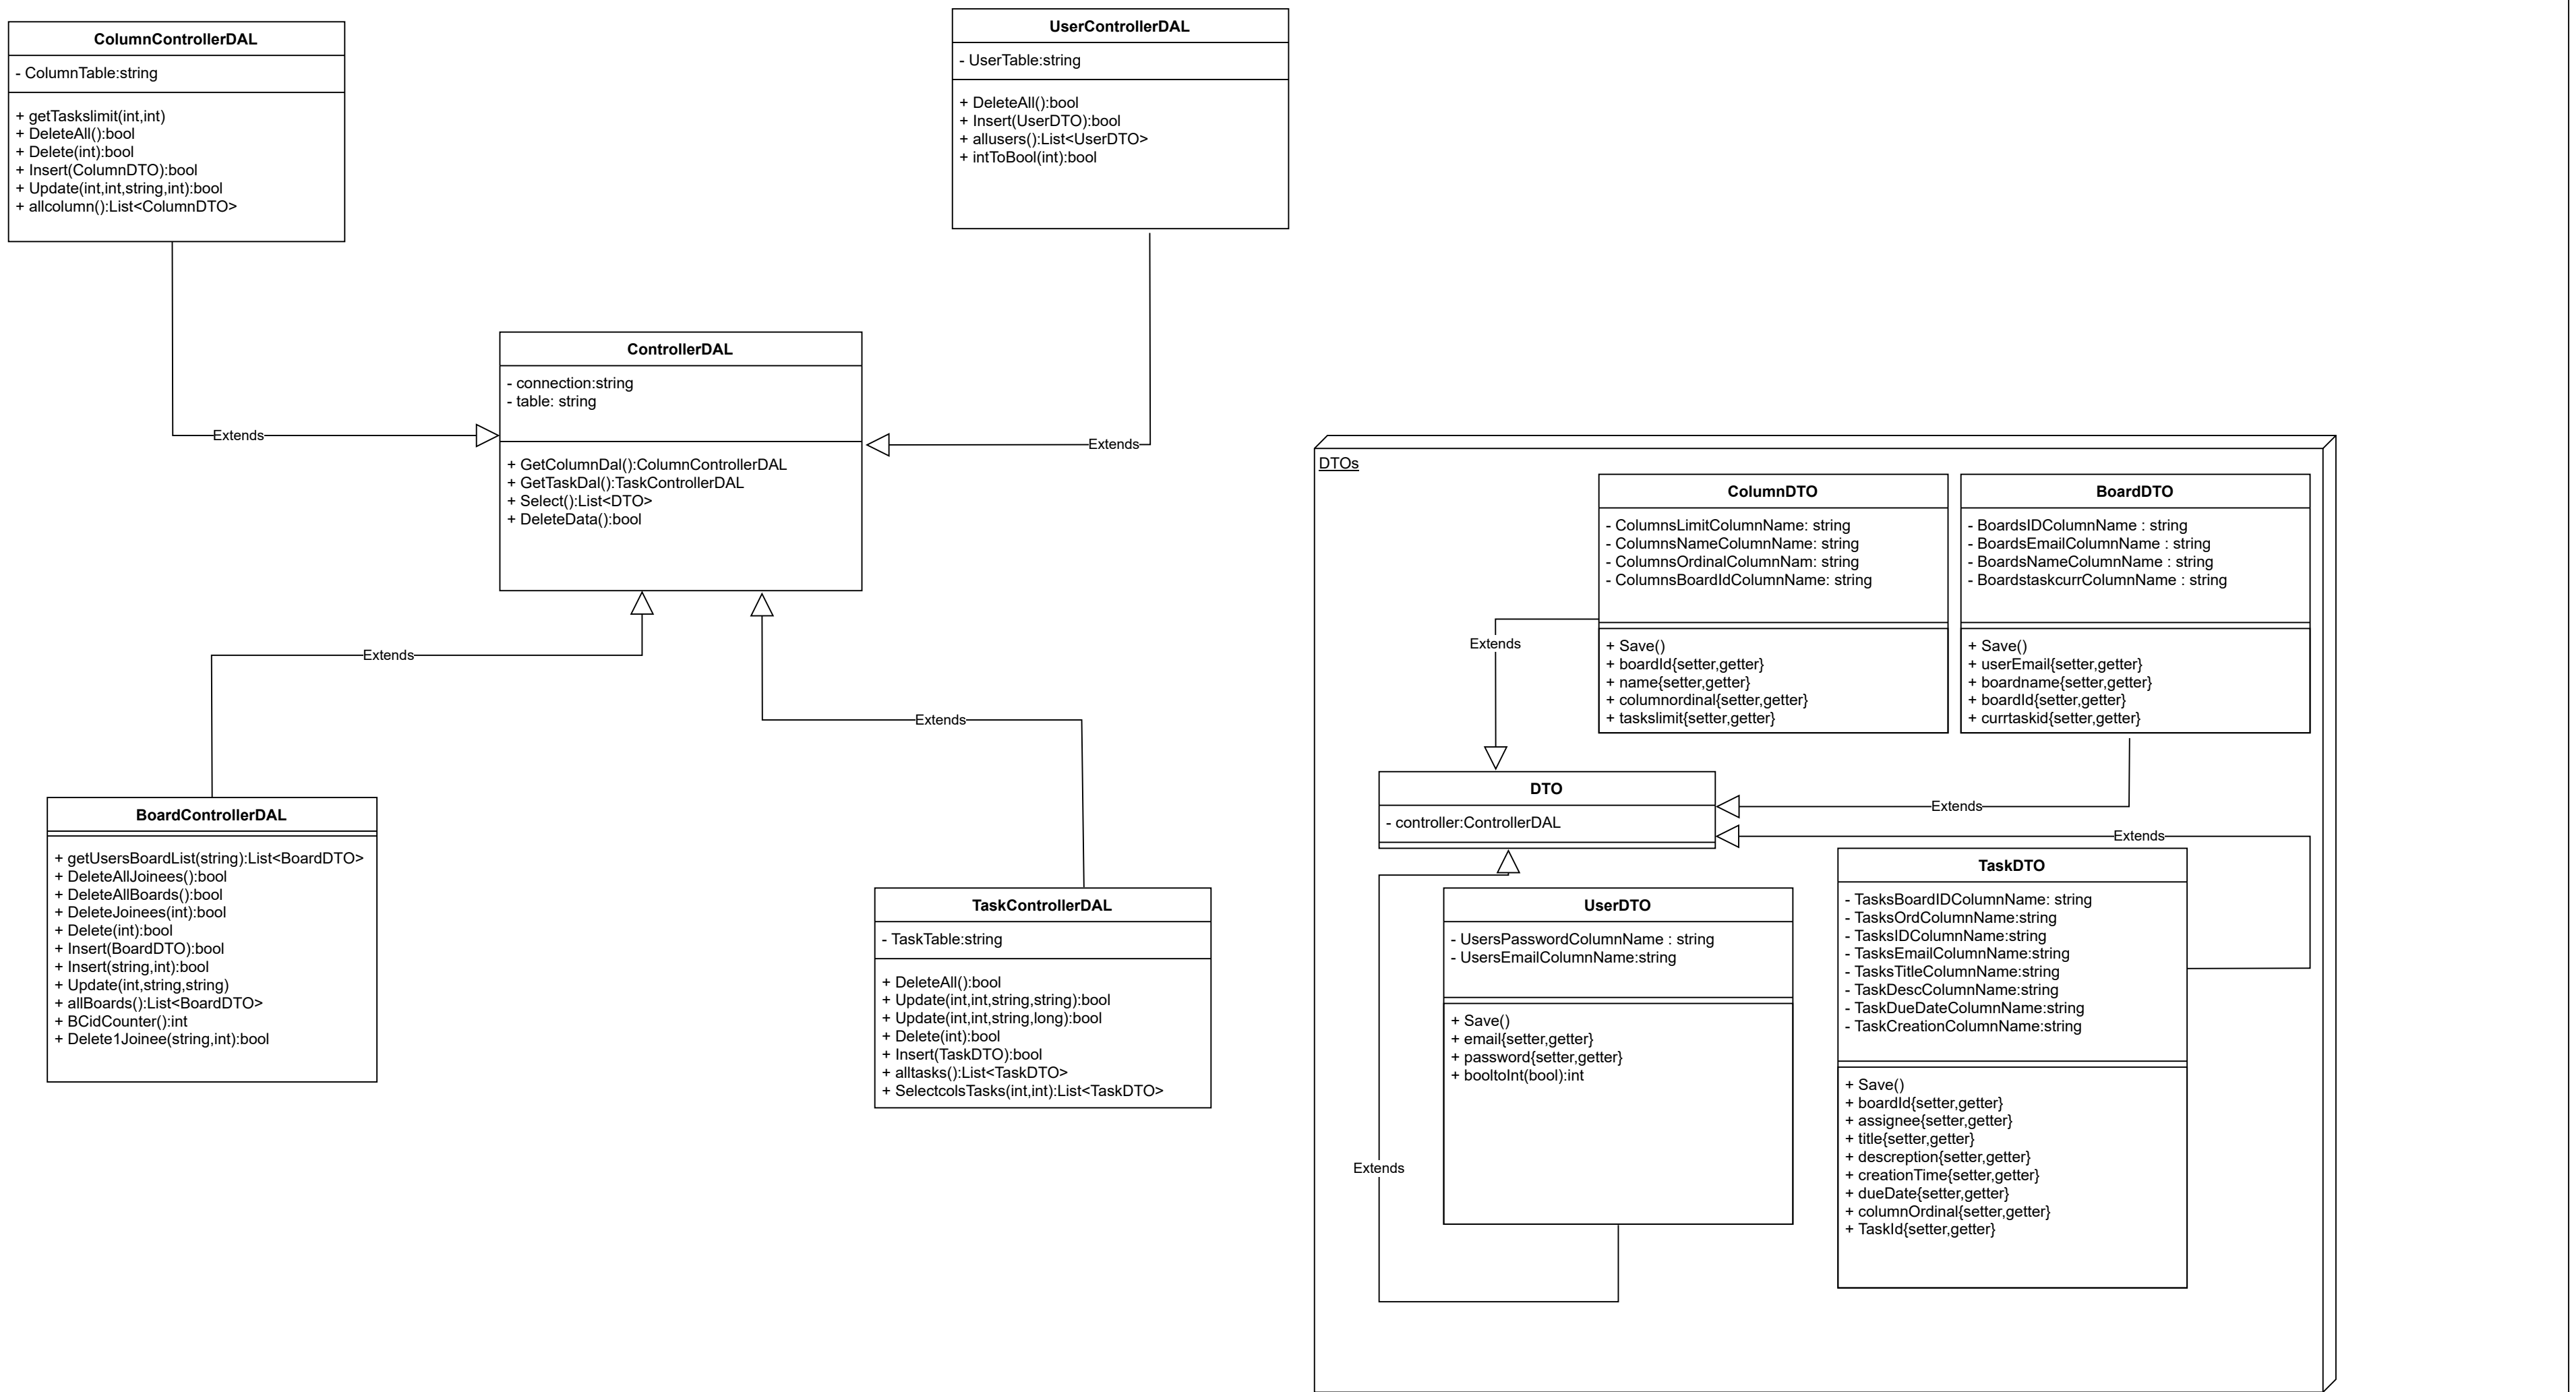 ColumnControllerDAL
- ColumnTable:string
+ getTaskslimit(int,int)
+ DeleteAll():bool
+ Delete(int):bool
+ Insert(ColumnDTO):bool
+ Update(int,int,string,int):bool
+ allcolumn():List<ColumnDTO>
UserControllerDAL
- UserTable:string
+ DeleteAll():bool
+ Insert(UserDTO):bool
+ allusers():List<UserDTO>
+ intToBool(int):bool
Extends
Extends
ControllerDAL
- connection:string
- table: string
+ GetColumnDal():ColumnControllerDAL
+ GetTaskDal():TaskControllerDAL
+ Select():List<DTO>
+ DeleteData():bool
Extends
Extends
BoardControllerDAL
+ getUsersBoardList(string):List<BoardDTO>
+ DeleteAllJoinees():bool
+ DeleteAllBoards():bool
+ DeleteJoinees(int):bool
+ Delete(int):bool
+ Insert(BoardDTO):bool
+ Insert(string,int):bool
+ Update(int,string,string)
+ allBoards():List<BoardDTO>
+ BCidCounter():int
+ Delete1Joinee(string,int):bool
TaskControllerDAL
- TaskTable:string
+ DeleteAll():bool
+ Update(int,int,string,string):bool
+ Update(int,int,string,long):bool
+ Delete(int):bool
+ Insert(TaskDTO):bool
+ alltasks():List<TaskDTO>
+ SelectcolsTasks(int,int):List<TaskDTO>
DTOs
ColumnDTO
- ColumnsLimitColumnName: string
- ColumnsNameColumnName: string
- ColumnsOrdinalColumnNam: string
- ColumnsBoardIdColumnName: string
+ Save()
+ boardId{setter,getter}
+ name{setter,getter}
+ columnordinal{setter,getter}
+ taskslimit{setter,getter}
BoardDTO
- BoardsIDColumnName : string
- BoardsEmailColumnName : string
- BoardsNameColumnName : string
- BoardstaskcurrColumnName : string
+ Save()
+ userEmail{setter,getter}
+ boardname{setter,getter}
+ boardId{setter,getter}
+ currtaskid{setter,getter}
Extends
DTO
- controller:ControllerDAL
Extends
Extends
UserDTO
- UsersPasswordColumnName : string
- UsersEmailColumnName:string
+ Save()
+ email{setter,getter}
+ password{setter,getter}
+ booltoInt(bool):int
Extends
TaskDTO
- TasksBoardIDColumnName: string
- TasksOrdColumnName:string
- TasksIDColumnName:string
- TasksEmailColumnName:string
- TasksTitleColumnName:string
- TaskDescColumnName:string
- TaskDueDateColumnName:string
- TaskCreationColumnName:string
+ Save()
+ boardId{setter,getter}
+ assignee{setter,getter}
+ title{setter,getter}
+ descreption{setter,getter}
+ creationTime{setter,getter}
+ dueDate{setter,getter}
+ columnOrdinal{setter,getter}
+ TaskId{setter,getter}